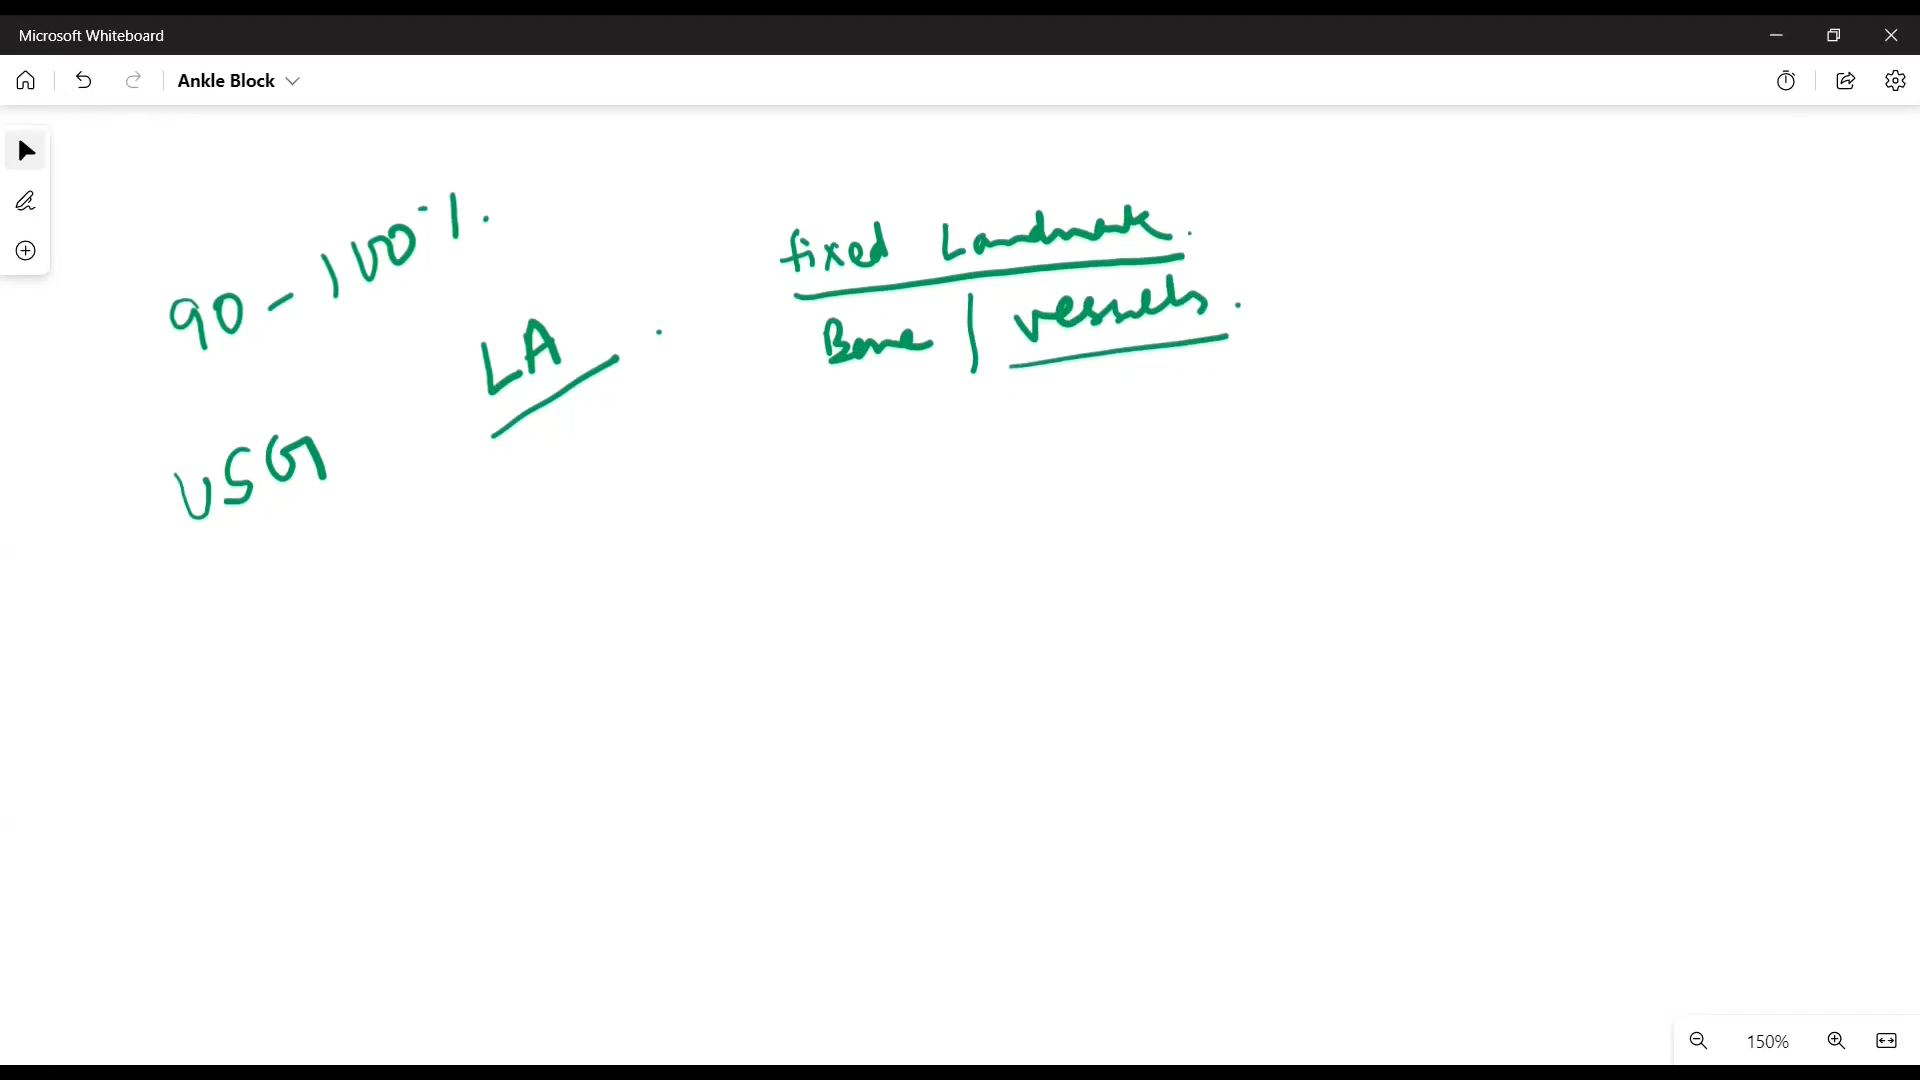 Microsoft Whiteboard
Ankle Block
90 - 100%.
LA
USG
fixed Landmark.
Bone | vessels.
150%